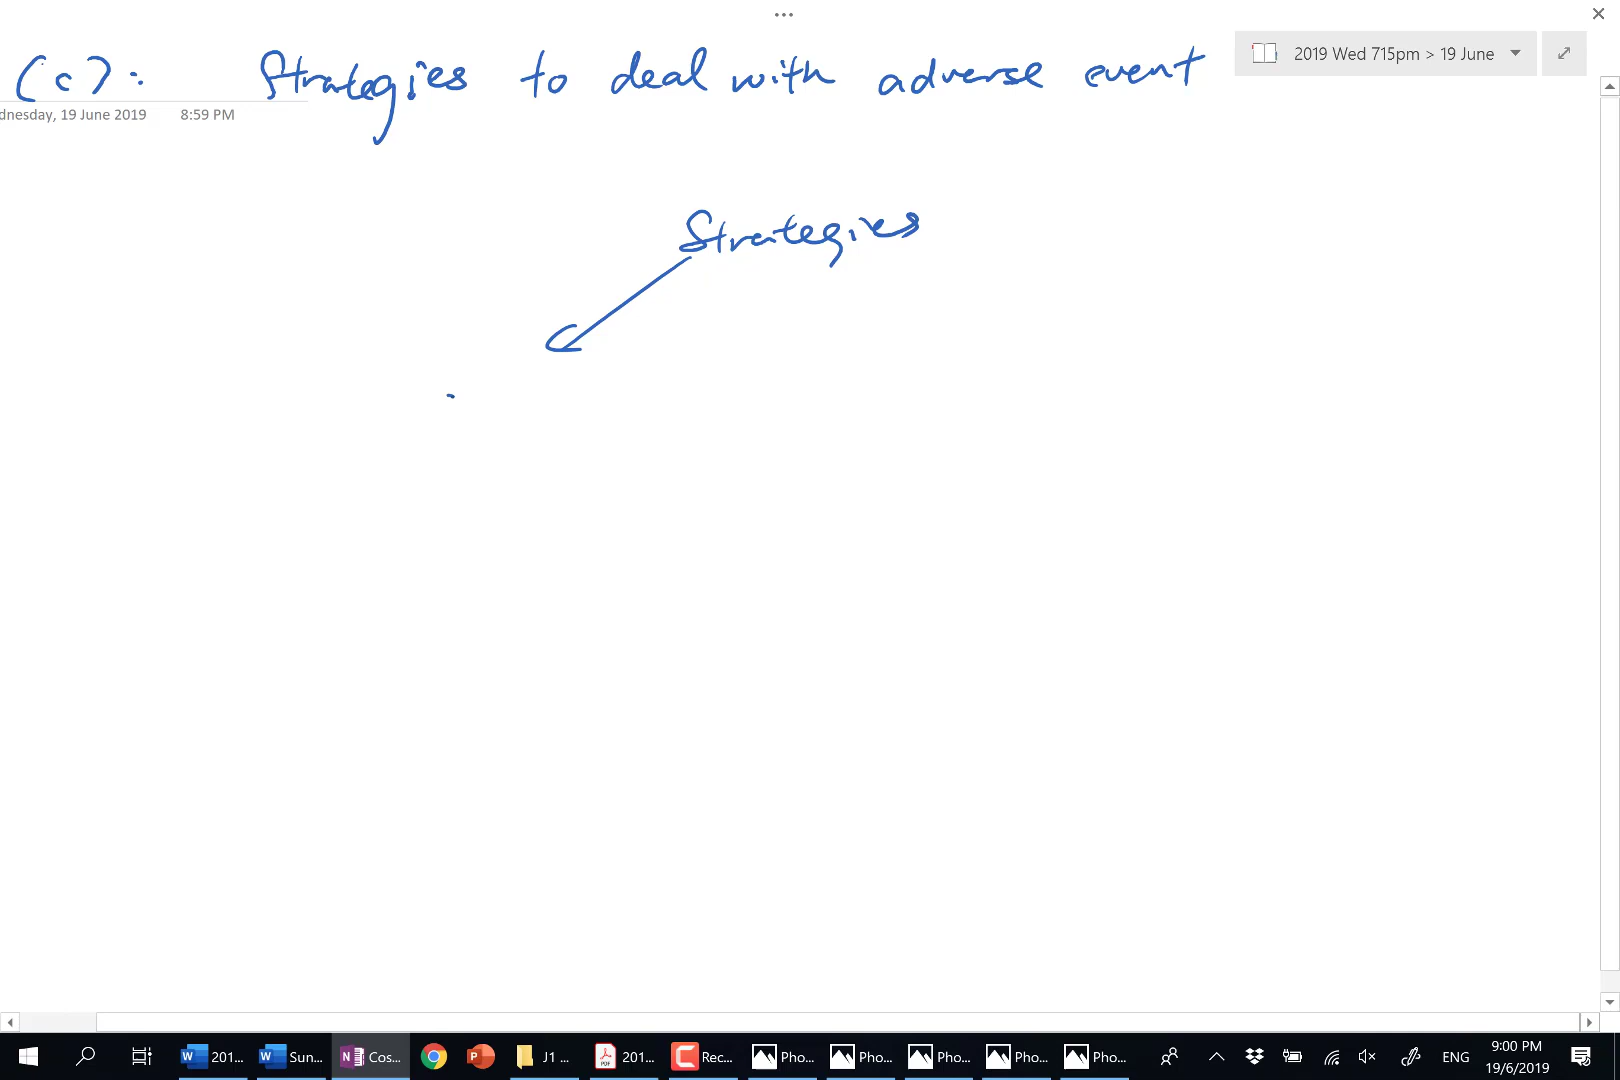 (c): Strategies to deal with adverse event
2019 Wed 715pm > 19 June
dnesday, 19 June 2019 8:59 PM
Strategies
201... Sun... Cos... J1 ... 201... Rec... Pho... Pho... Pho... Pho... Pho... ENG 9:00 PM
19/6/2019